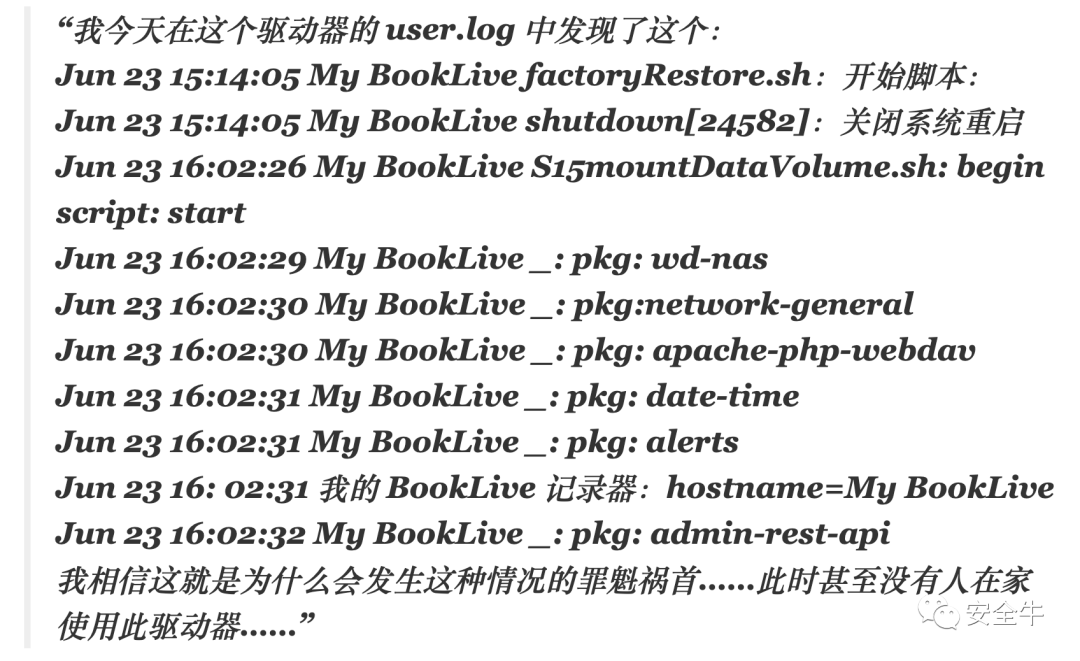 “我今天在这个驱动器的 user.log 中发现了这个：
Jun 23 15:14:05 My BookLive factoryRestore.sh：开始脚本：
Jun 23 15:14:05 My BookLive shutdown[24582]：关闭系统重启
Jun 23 16:02:26 My BookLive S15mountDataVolume.sh: begin
script: start
Jun 23 16:02:29 My BookLive _: pkg: wd-nas
Jun 23 16:02:30 My BookLive _: pkg:network-general
Jun 23 16:02:30 My BookLive _: pkg: apache-php-webdav
Jun 23 16:02:31 My BookLive _: pkg: date-time
Jun 23 16:02:31 My BookLive _: pkg: alerts
Jun 23 16: 02:31 我的 BookLive 记录器：hostname=My BookLive
Jun 23 16:02:32 My BookLive _: pkg: admin-rest-api
我相信这就是为什么会发生这种情况的罪魁祸首……此时甚至没有人在家
使用此驱动器……”
安全牛